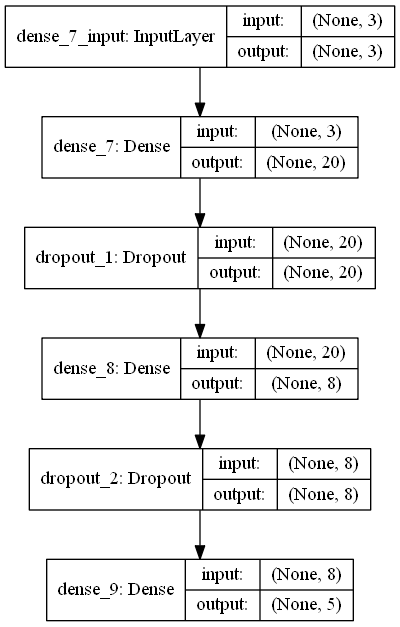 dense_7_input: InputLayer
input: (None, 3)
output: (None, 3)
dense_7: Dense
input: (None, 3)
output: (None, 20)
dropout_1: Dropout
input: (None, 20)
output: (None, 20)
dense_8: Dense
input: (None, 20)
output: (None, 8)
dropout_2: Dropout
input: (None, 8)
output: (None, 8)
dense_9: Dense
input: (None, 8)
output: (None, 5)